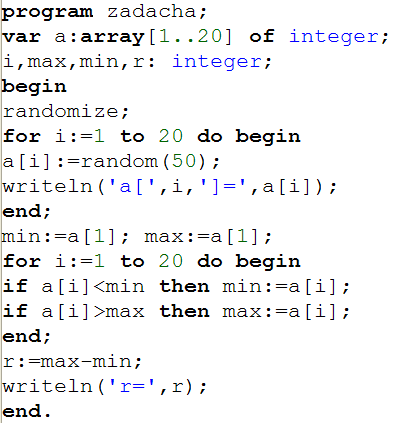 program zadacha;
var a:array[1..20] of integer;
i,max,min,r: integer;
begin
randomize;
for i:=1 to 20 do begin
a[i]:=random(50);
writeln('a[',i,']=',a[i]);
end;
min:=a[1]; max:=a[1];
for i:=1 to 20 do begin
if a[i]<min then min:=a[i];
if a[i]>max then max:=a[i];
end;
r:=max-min;
writeln('r=',r);
end.